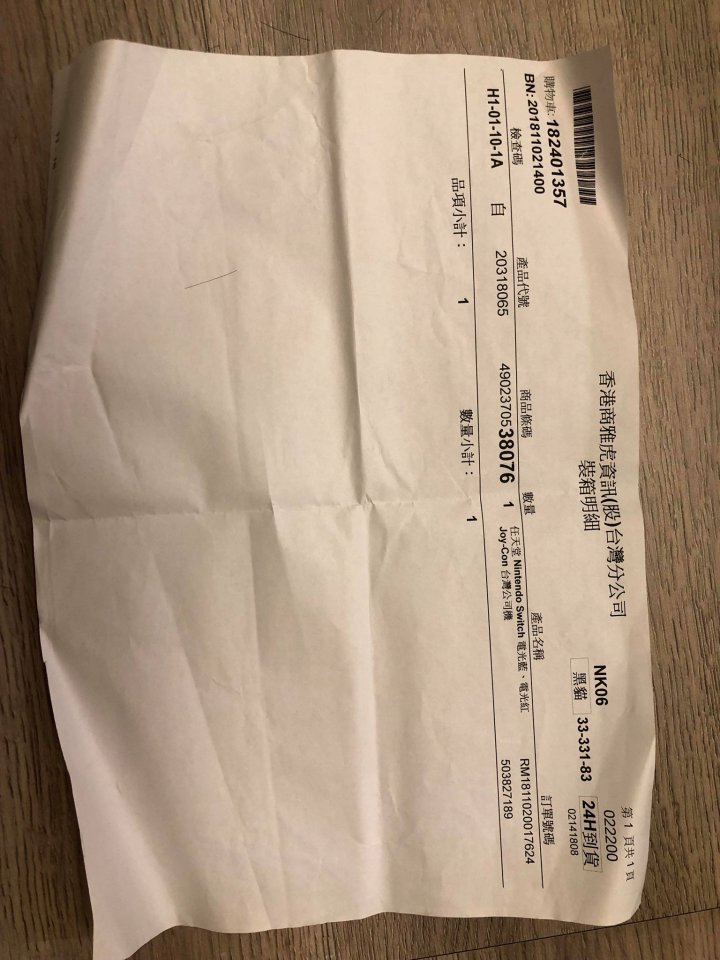 第 1 頁共 1 頁
022200
香港商雅虎資訊(股)台灣分公司
NK06
24H到貨
裝箱明細
黑貓
33-331-83
02141808
購物車: 182401357
BN: 201811021400
檢查碼 產品代號 商品條碼 數量 產品名稱 訂單號碼
H1-01-10-1A 白 20318065 4902370538076 1 任天堂 Nintendo Switch 電光藍、電光紅 RM1811020017624
Joy-Con 台灣公司機 503827189
品項小計： 1 數量小計： 1